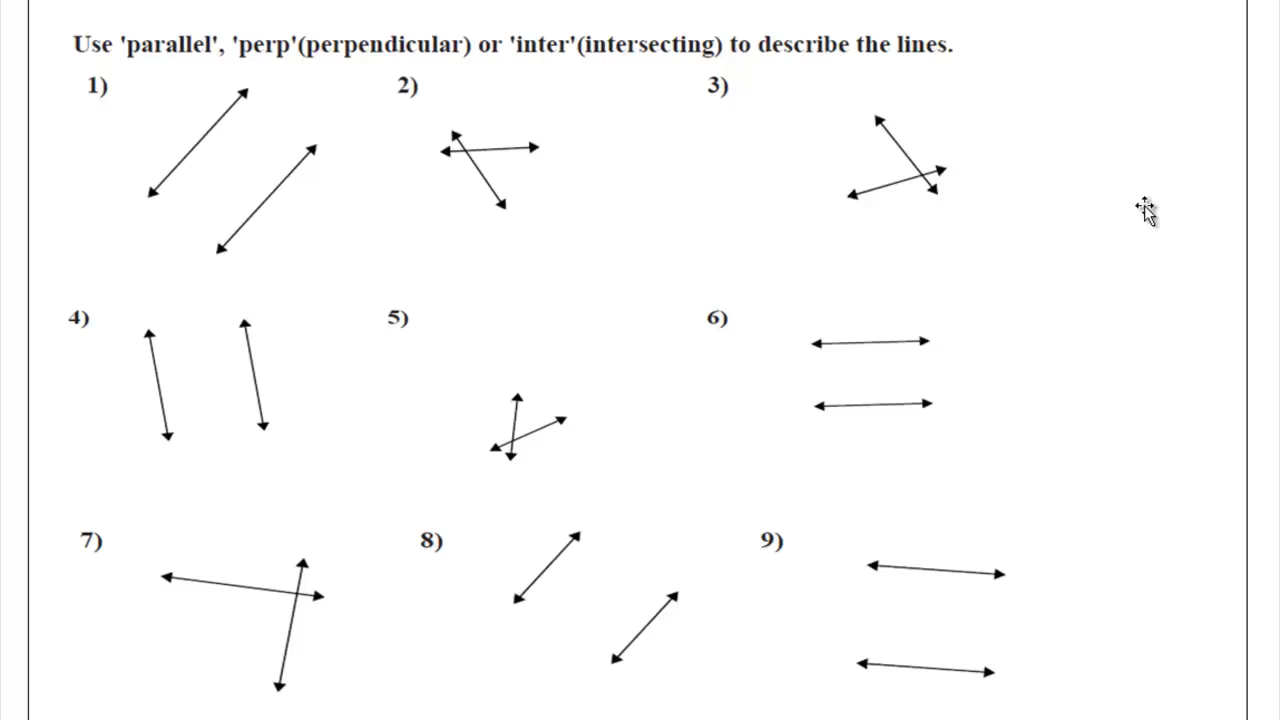 Use 'parallel', 'perp'(perpendicular) or 'inter'(intersecting) to describe the lines.
1) 2) 3)
4) 5) 6)
7) 8) 9)